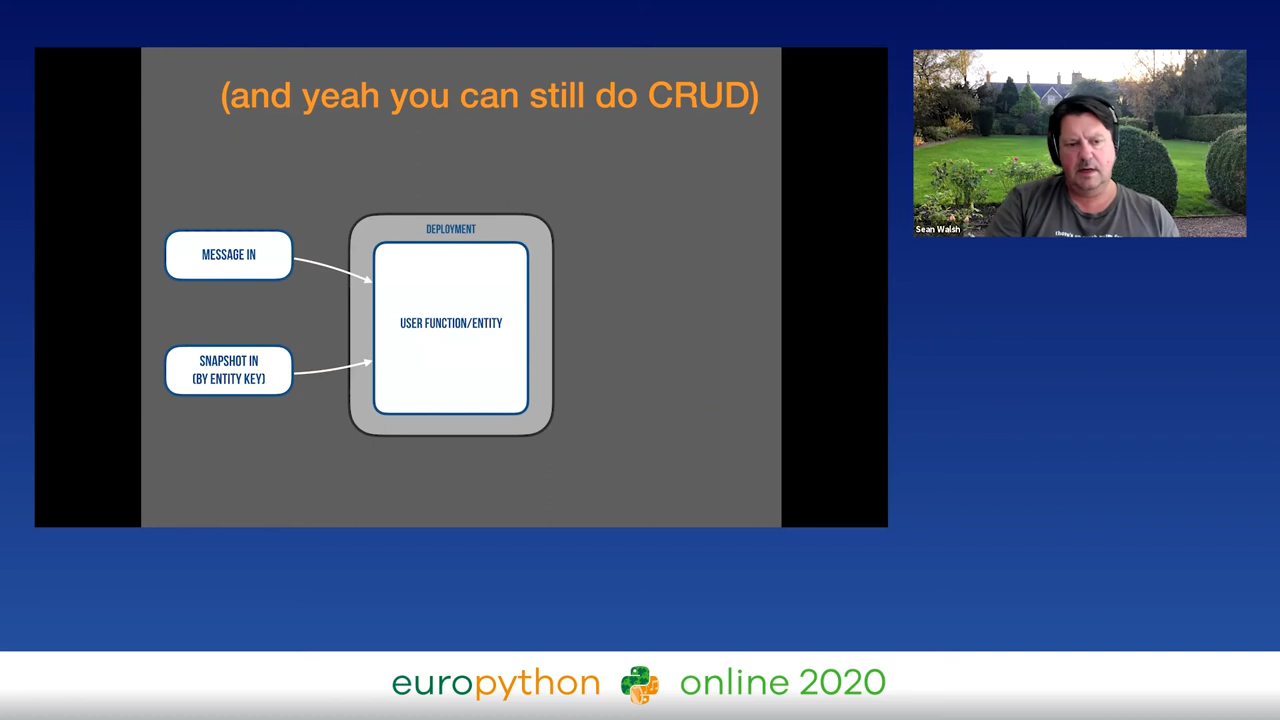 (and yeah you can still do CRUD)
DEPLOYMENT
MESSAGE IN
USER FUNCTION/ENTITY
SNAPSHOT IN
(BY ENTITY KEY)
Sean Walsh
europython online 2020